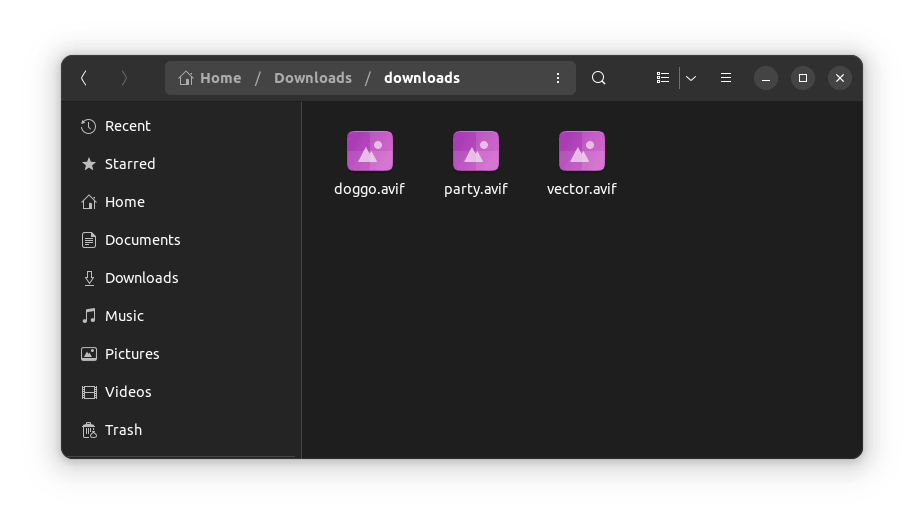 Home / Downloads / downloads
Recent
Starred
Home
Documents
Downloads
Music
Pictures
Videos
Trash
doggo.avif party.avif vector.avif